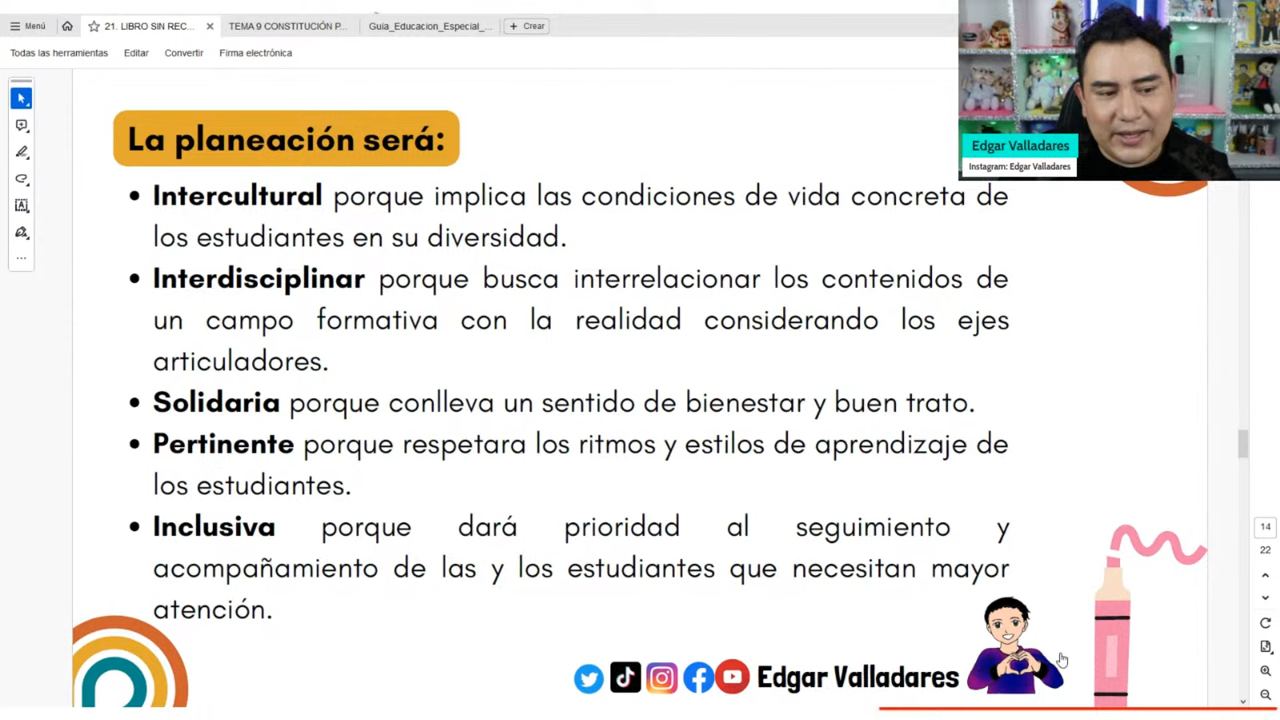 Menú
21. LIBRO SIN REC...
TEMA 9 CONSTITUCIÓN P...
Guia_Educacion_Especial_...
Crear
Todas las herramientas
Editar
Convertir
Firma electrónica
Edgar Valladares
Instagram: Edgar Valladares
La planeación será:
• Intercultural porque implica las condiciones de vida concreta de
los estudiantes en su diversidad.
• Interdisciplinar porque busca interrelacionar los contenidos de
un campo formativa con la realidad considerando los ejes
articuladores.
• Solidaria porque conlleva un sentido de bienestar y buen trato.
• Pertinente porque respetara los ritmos y estilos de aprendizaje de
los estudiantes.
• Inclusiva porque dará prioridad al seguimiento y
acompañamiento de las y los estudiantes que necesitan mayor
atención.
Edgar Valladares
14
22